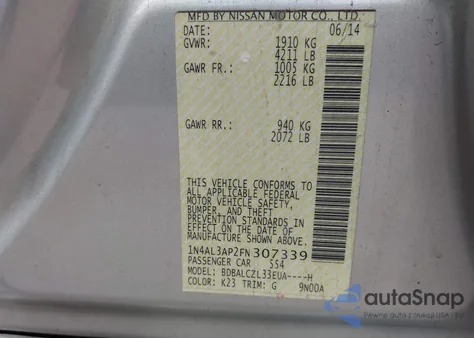 MFD BY NISSAN MOTOR CO., LTD.
DATE: 06/14
GVWR: 1910 KG
4211 LB
GAWR FR.: 1005 KG
2216 LB
GAWR RR.: 940 KG
2072 LB
THIS VEHICLE CONFORMS TO
ALL APPLICABLE FEDERAL
MOTOR VEHICLE SAFETY,
BUMPER, AND THEFT
PREVENTION STANDARDS IN
EFFECT ON THE DATE OF
MANUFACTURE SHOWN ABOVE.
1N4AL3AP2FN307339
PASSENGER CAR 5S4
MODEL: BDBALCZL33EUA----H
COLOR: K23 TRIM: G 9N00A
autoSnap